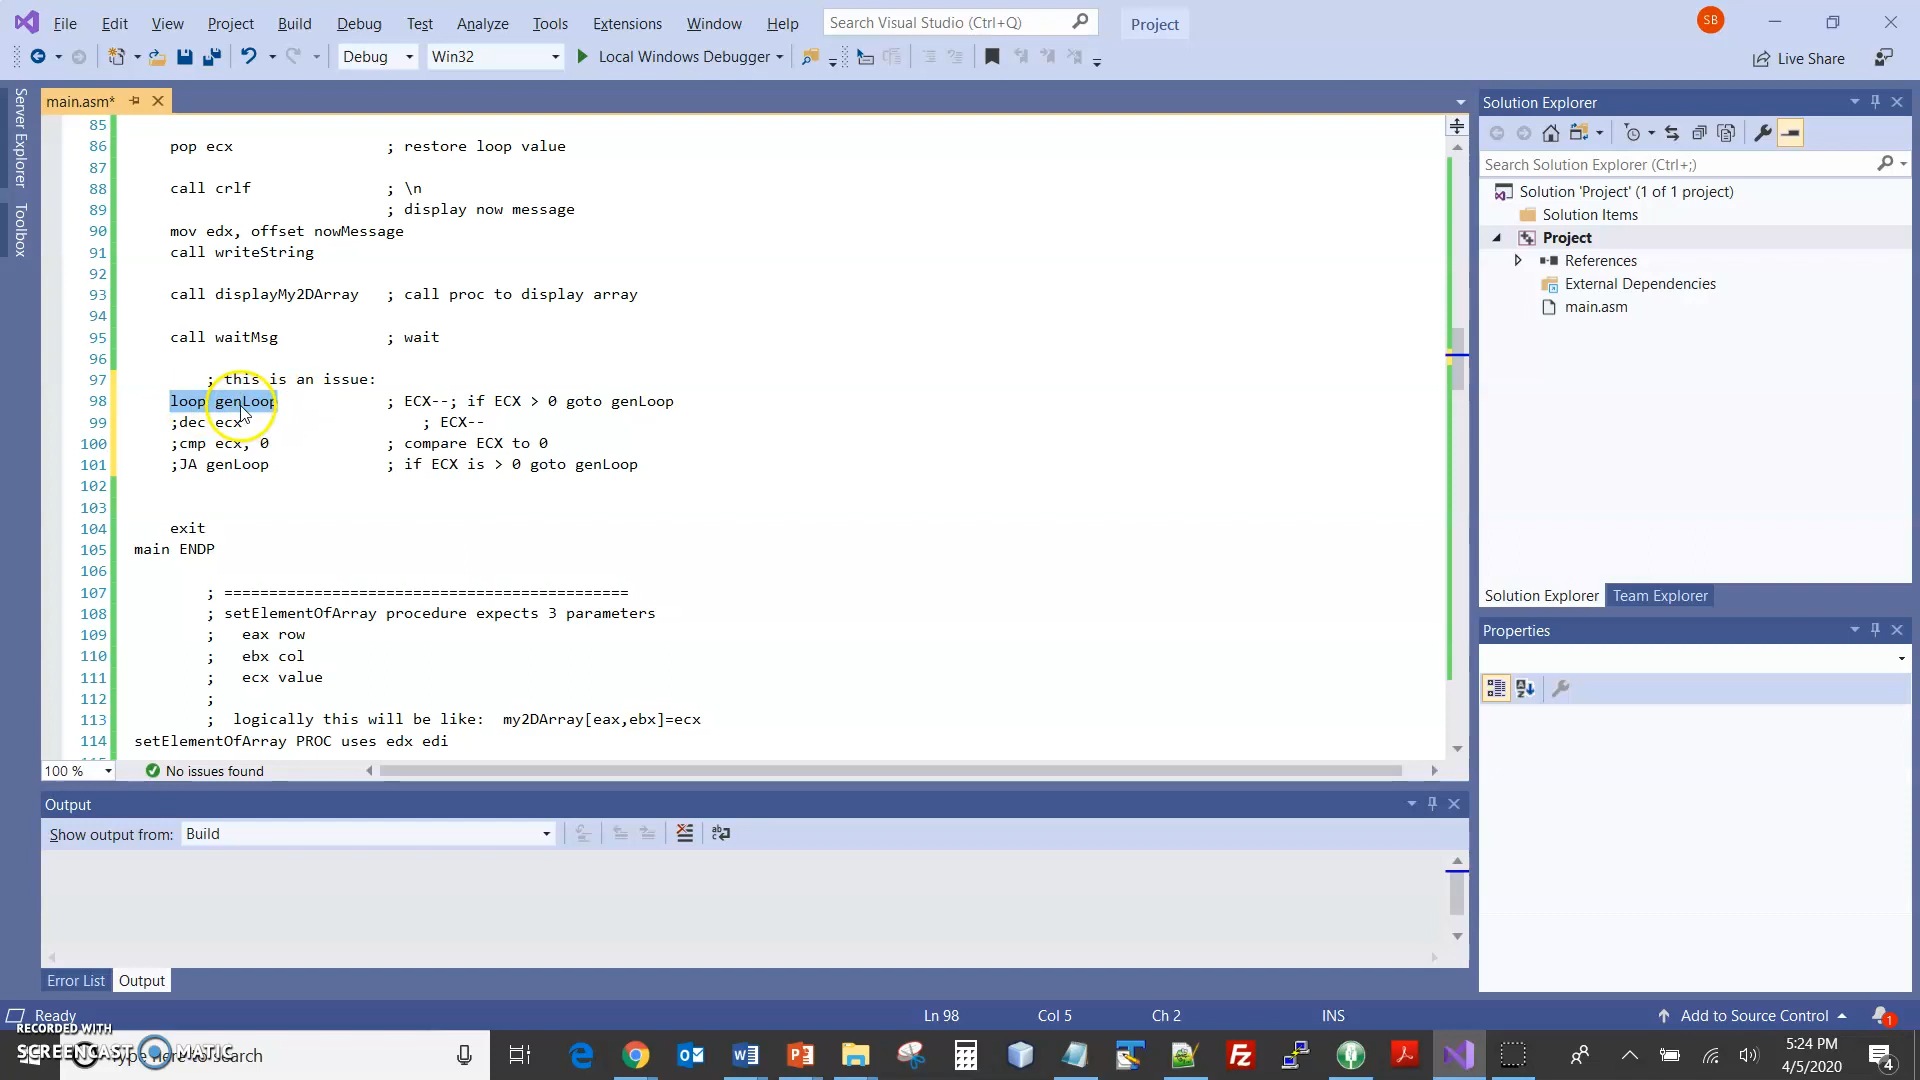 File Edit View Project Build Debug Test Analyze Tools Extensions Window Help Search Visual Studio (Ctrl+Q) Project SB
Debug Win32 Local Windows Debugger Live Share
Server Explorer
Toolbox
main.asm*
85
86 pop ecx ; restore loop value
87
88 call crlf ; \n
89 ; display now message
90 mov edx, offset nowMessage
91 call writeString
92
93 call displayMy2DArray ; call proc to display array
94
95 call waitMsg ; wait
96
97 ; this is an issue:
98 loop genLoop ; ECX--; if ECX > 0 goto genLoop
99 ;dec ecx ; ECX--
100 ;cmp ecx, 0 ; compare ECX to 0
101 ;JA genLoop ; if ECX is > 0 goto genLoop
102
103
104 exit
105 main ENDP
106
107 ; =============================================
108 ; setElementOfArray procedure expects 3 parameters
109 ; eax row
110 ; ebx col
111 ; ecx value
112 ;
113 ; logically this will be like: my2DArray[eax,ebx]=ecx
114 setElementOfArray PROC uses edx edi
100 % No issues found
Output
Show output from: Build
Error List Output
Solution Explorer
Search Solution Explorer (Ctrl+;)
Solution 'Project' (1 of 1 project)
Solution Items
Project
References
External Dependencies
main.asm
Solution Explorer Team Explorer
Properties
Ready Ln 98 Col 5 Ch 2 INS Add to Source Control 1
RECORDED WITH
SCREENCAST MATIC
Type here to search
5:24 PM
4/5/2020
4